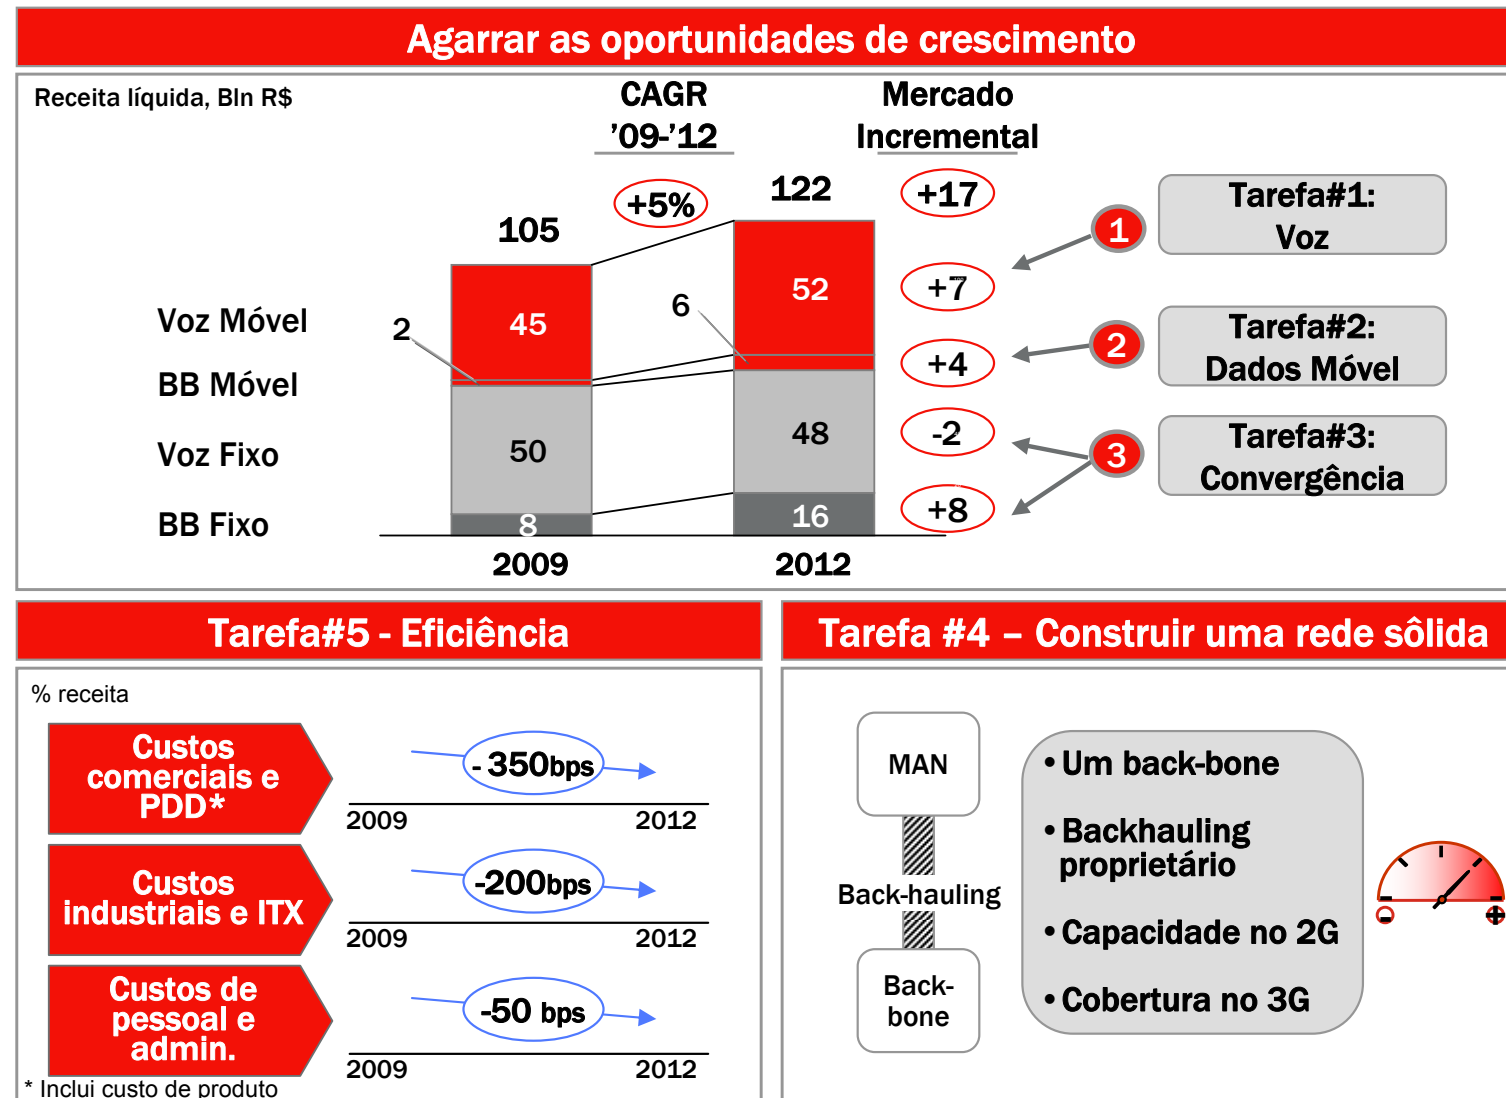 Agarrar as oportunidades de crescimento
Receita líquida, Bln R$
CAGR
’09-’12
Mercado
Incremental
105
+5%
122
+17
Tarefa#1:
Voz
1
Voz Móvel
2
45
6
52
+7
Tarefa#2:
Dados Móvel
2
BB Móvel
+4
Voz Fixo
50
48
-2
Tarefa#3:
Convergência
3
BB Fixo
8
16
+8
2009
2012
Tarefa#5 - Eficiência
% receita
Custos
comerciais e
PDD*
- 350bps
2009
2012
Custos
industriais e ITX
-200bps
2009
2012
Custos de
pessoal e
admin.
-50 bps
2009
2012
* Inclui custo de produto
Tarefa #4 – Construir uma rede sôlida
MAN
Back-hauling
Back-
bone
• Um back-bone
• Backhauling
proprietário
• Capacidade no 2G
• Cobertura no 3G
-
+